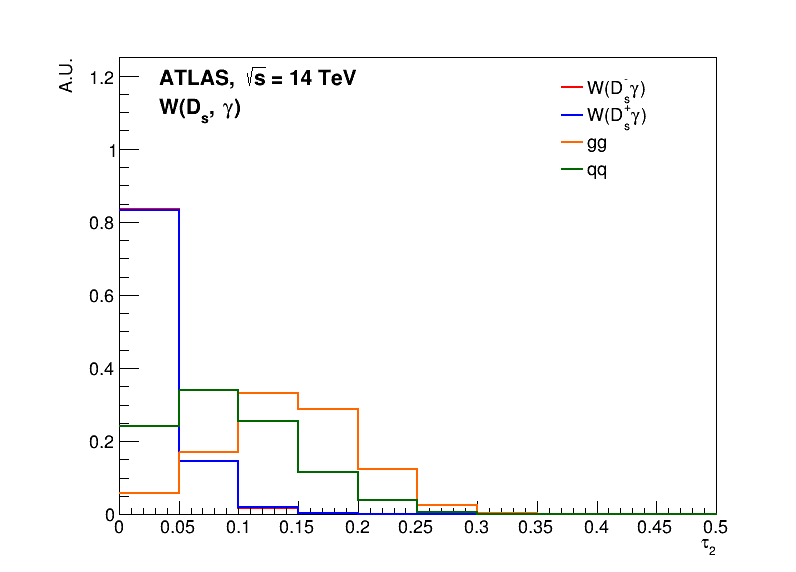 A.U.
ATLAS, √s = 14 TeV
W(Dₛ, γ)
W(Dₛ⁻γ)
W(Dₛ⁺γ)
gg
qq
1.2
1
0.8
0.6
0.4
0.2
0
0 0.05 0.1 0.15 0.2 0.25 0.3 0.35 0.4 0.45 0.5
τ₂